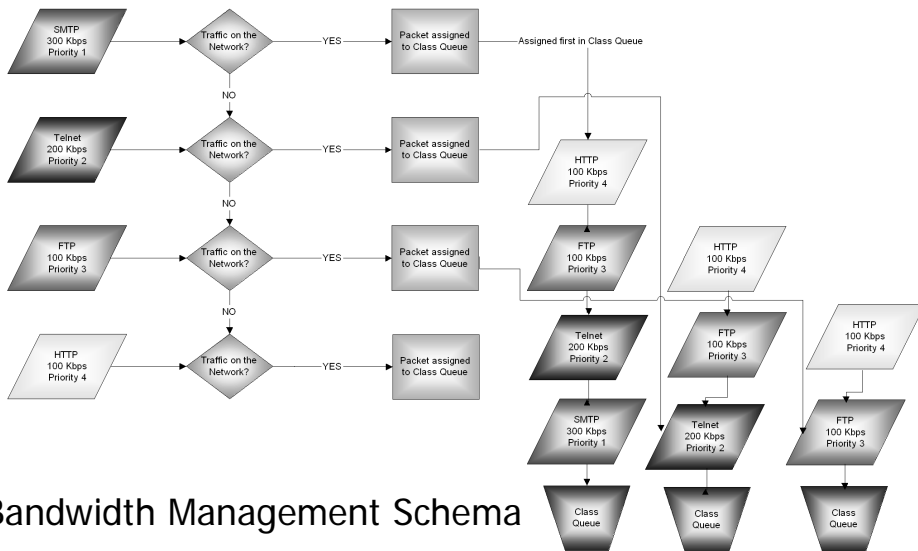 SMTP
300 Kbps
Priority 1
Traffic on the
Network?
YES
Packet assigned
to Class Queue
Assigned first in Class Queue
NO
Telnet
200 Kbps
Priority 2
Traffic on the
Network?
YES
Packet assigned
to Class Queue
NO
FTP
100 Kbps
Priority 3
Traffic on the
Network?
YES
Packet assigned
to Class Queue
NO
HTTP
100 Kbps
Priority 4
Traffic on the
Network?
YES
Packet assigned
to Class Queue
HTTP
100 Kbps
Priority 4
FTP
100 Kbps
Priority 3
Telnet
200 Kbps
Priority 2
SMTP
300 Kbps
Priority 1
Class
Queue
HTTP
100 Kbps
Priority 4
FTP
100 Kbps
Priority 3
Telnet
200 Kbps
Priority 2
Class
Queue
HTTP
100 Kbps
Priority 4
FTP
100 Kbps
Priority 3
Class
Queue
Bandwidth Management Schema